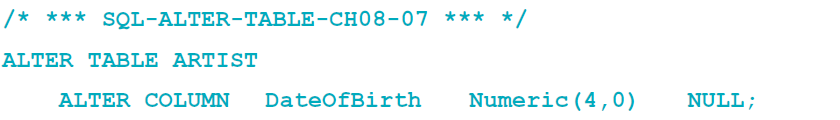 /* *** SQL-ALTER-TABLE-CH08-07 *** */
ALTER TABLE ARTIST
ALTER COLUMN DateOfBirth Numeric(4,0) NULL;